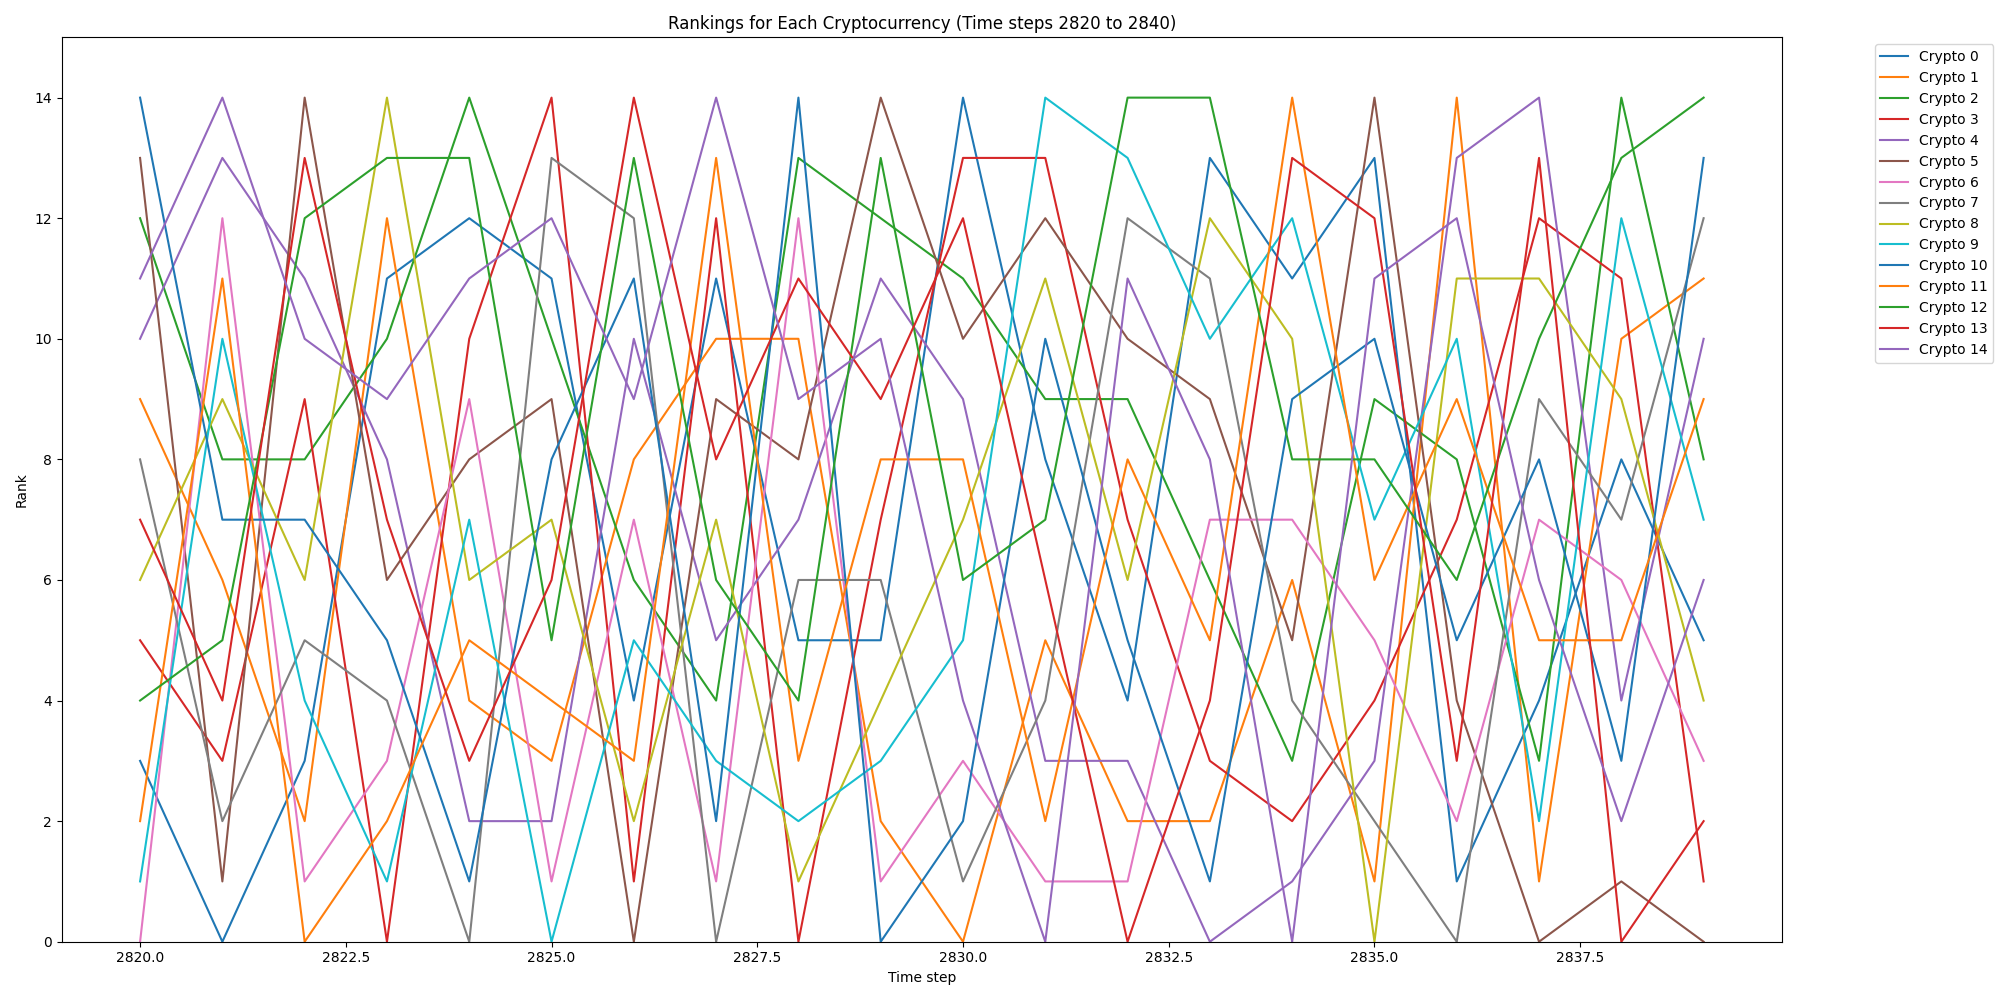 Rankings for Each Cryptocurrency (Time steps 2820 to 2840)
Rank
14
12
10
8
6
4
2
0
2820.0 2822.5 2825.0 2827.5 2830.0 2832.5 2835.0 2837.5
Time step
Crypto 0
Crypto 1
Crypto 2
Crypto 3
Crypto 4
Crypto 5
Crypto 6
Crypto 7
Crypto 8
Crypto 9
Crypto 10
Crypto 11
Crypto 12
Crypto 13
Crypto 14